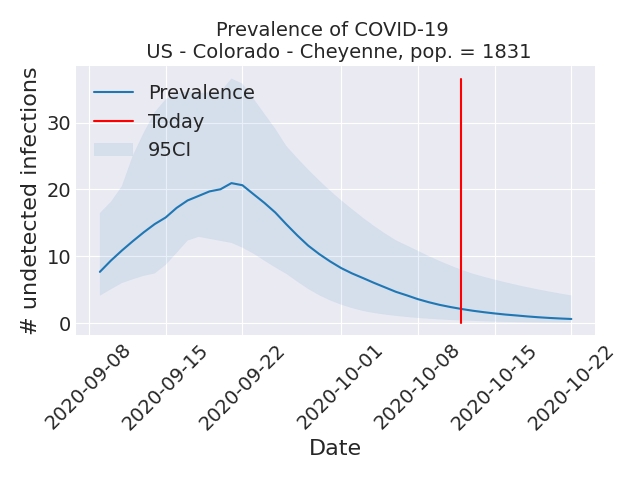 Prevalence of COVID-19
US - Colorado - Cheyenne, pop. = 1831
Prevalence
Today
95CI
# undetected infections
30
20
10
0
2020-09-08
2020-09-15
2020-09-22
2020-10-01
2020-10-08
2020-10-15
2020-10-22
Date